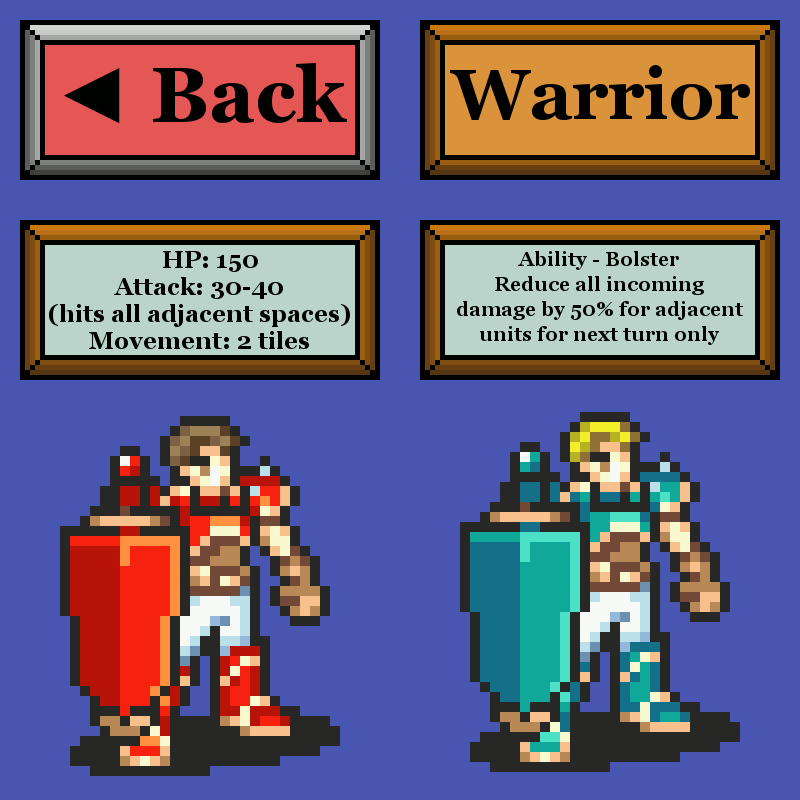 ◀ Back
Warrior
HP: 150
Attack: 30-40
(hits all adjacent spaces)
Movement: 2 tiles
Ability - Bolster
Reduce all incoming
damage by 50% for adjacent
units for next turn only